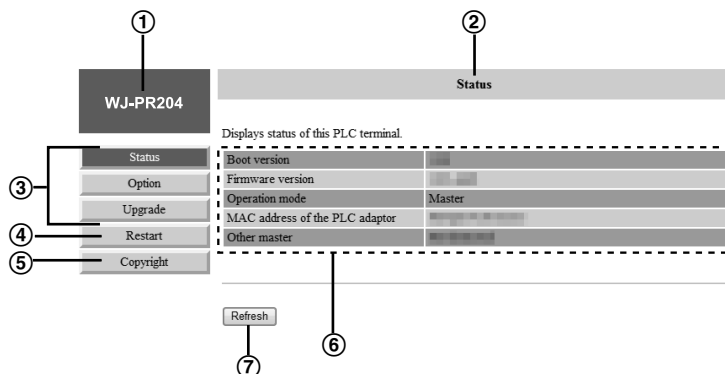 ① ②
WJ-PR204
Status
Displays status of this PLC terminal.
Status
Option
Upgrade
Restart
Copyright
③
④
⑤
Boot version
Firmware version
Operation mode Master
MAC address of the PLC adaptor
Other master
Refresh
⑥
⑦